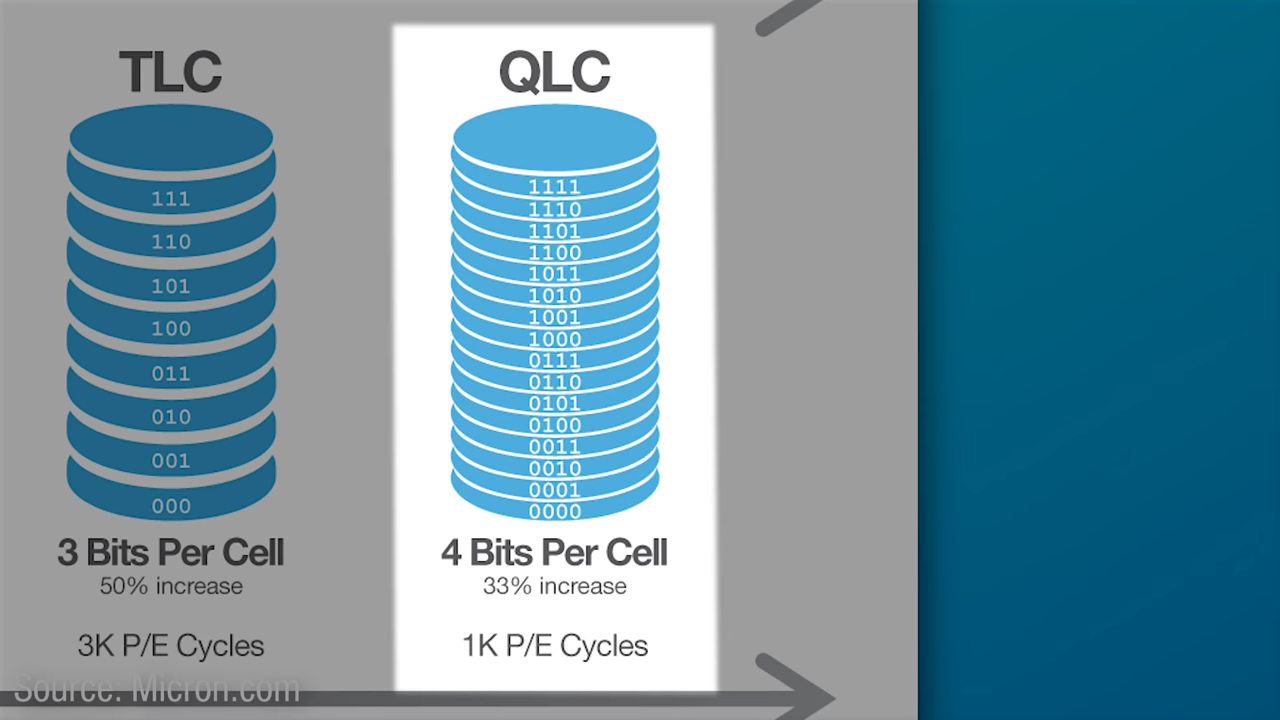 TLC
111
110
101
100
011
010
001
000
3 Bits Per Cell
50% increase
3K P/E Cycles
QLC
1111
1110
1101
1100
1011
1010
1001
1000
0111
0110
0101
0100
0011
0010
0001
0000
4 Bits Per Cell
33% increase
1K P/E Cycles
Source: Micron.com